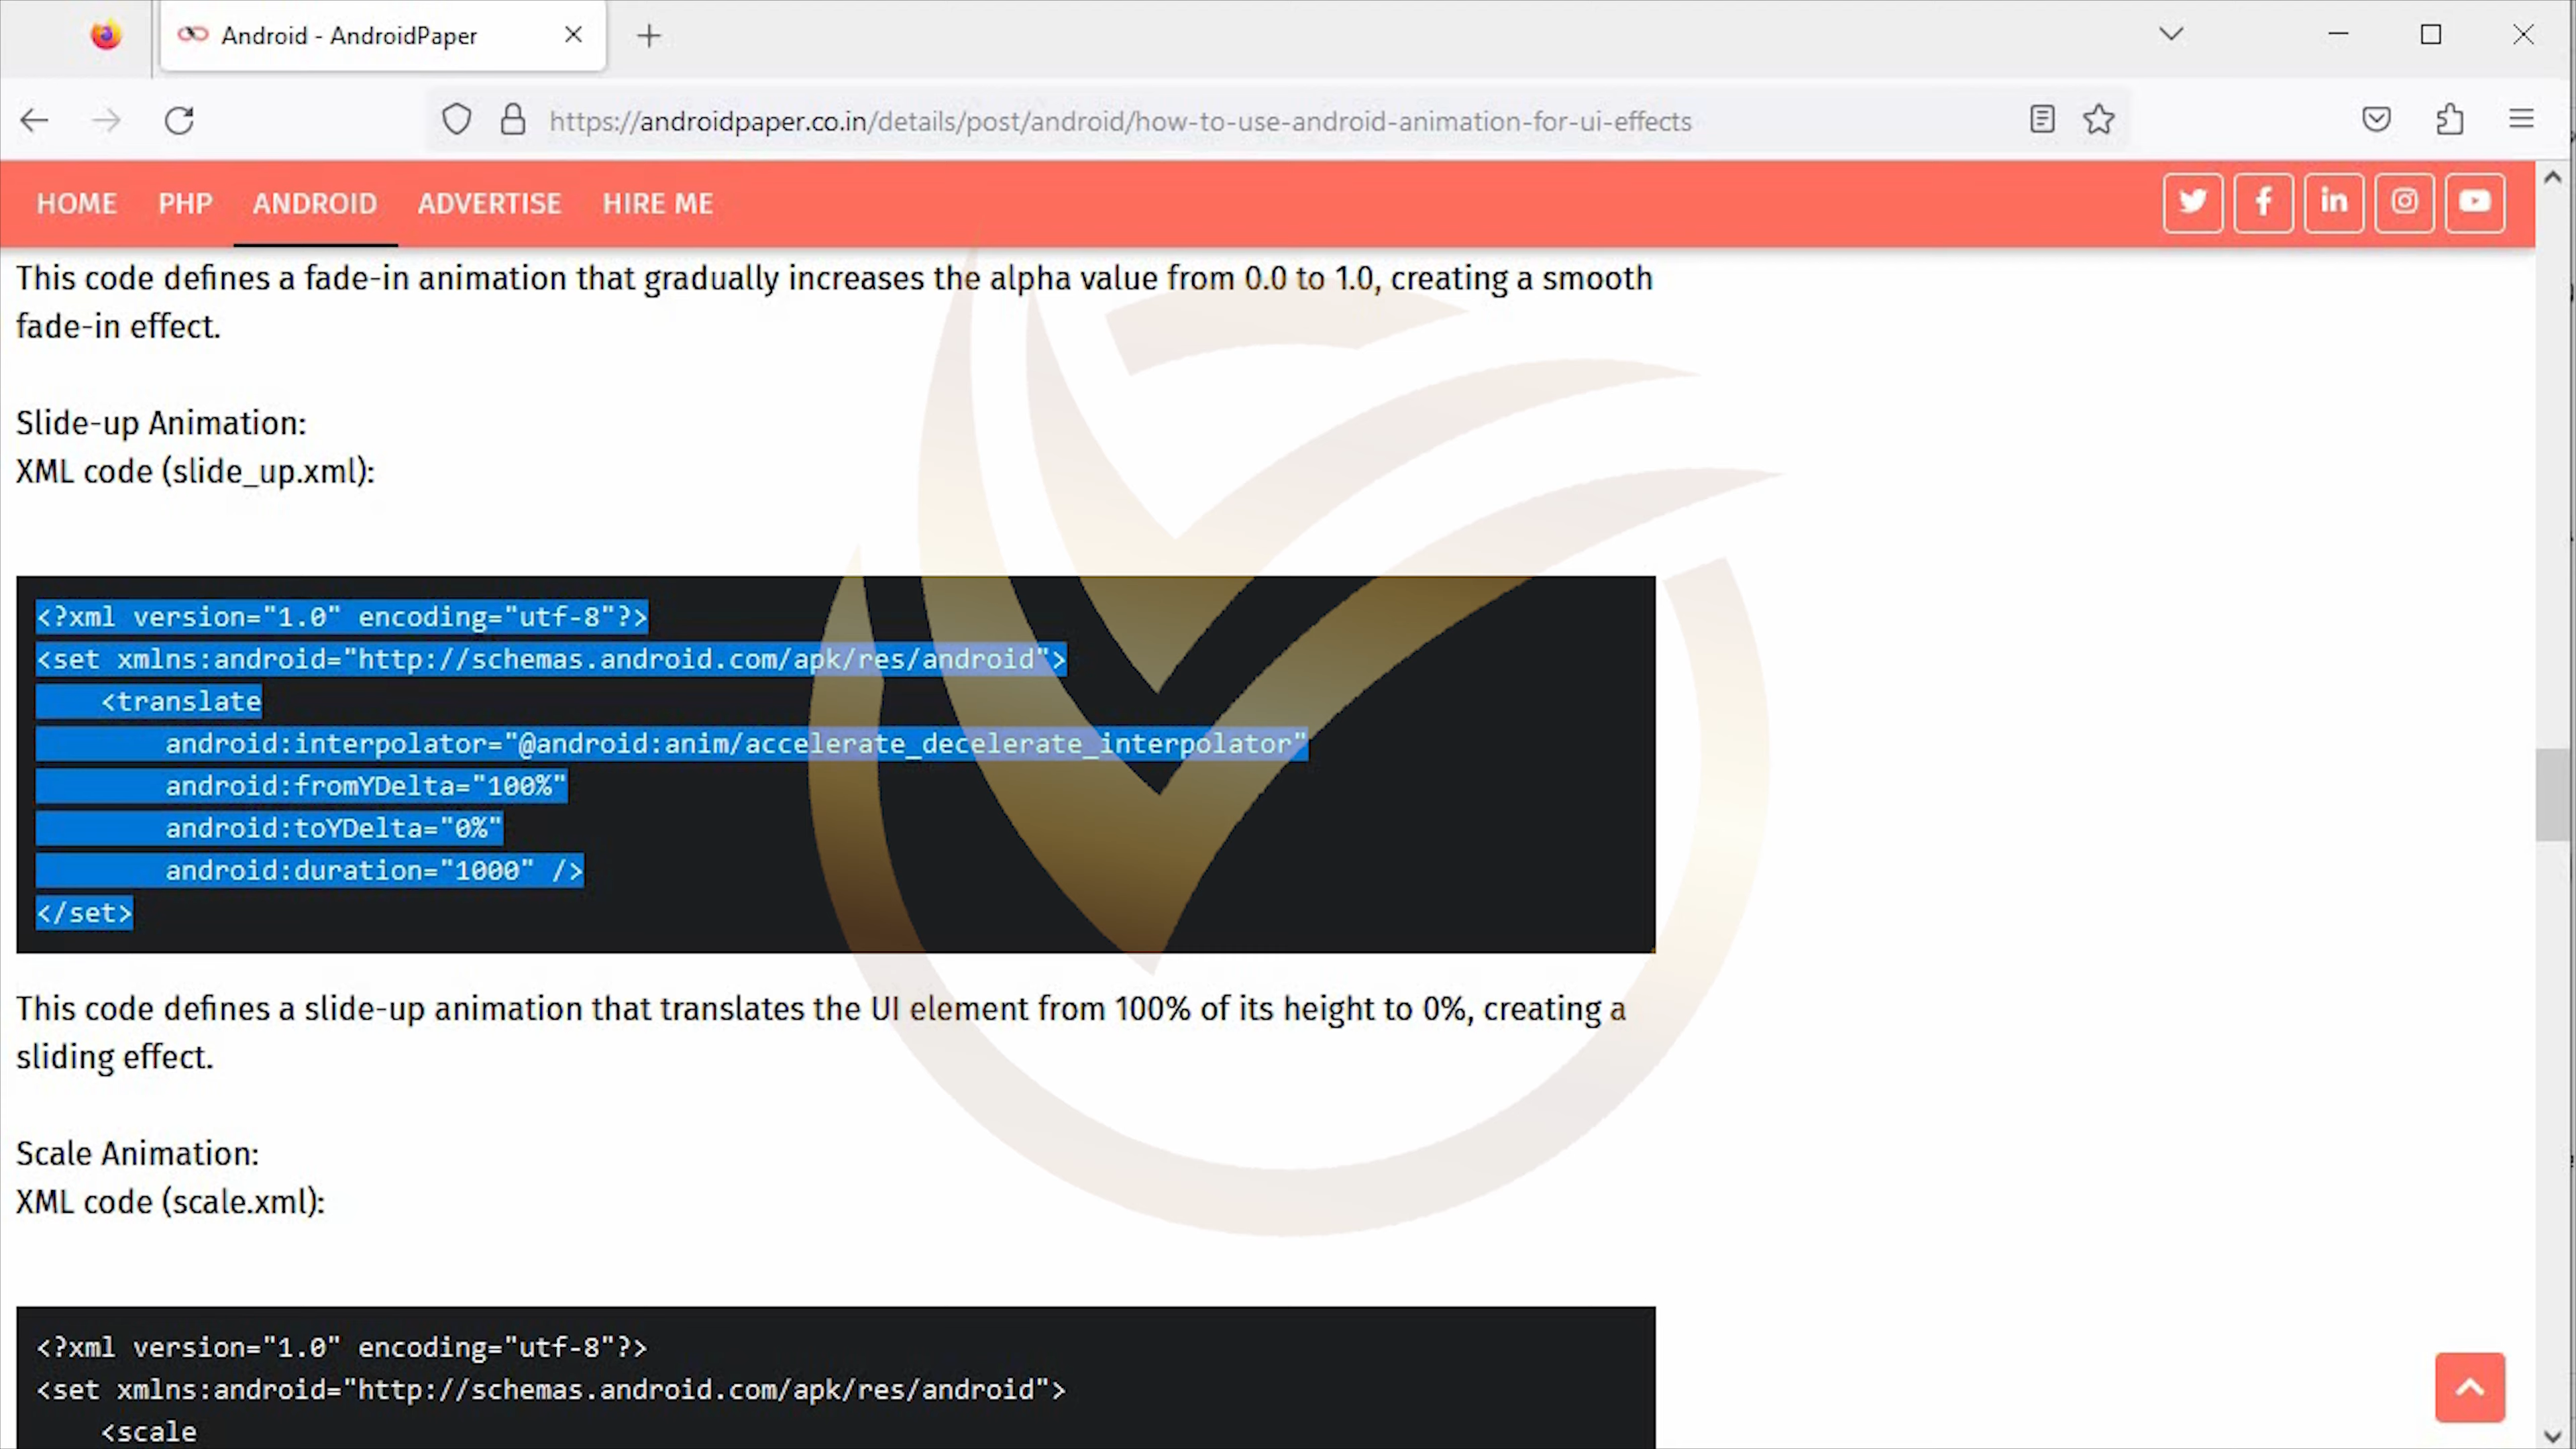 Android - AndroidPaper
https://androidpaper.co.in/details/post/android/how-to-use-android-animation-for-ui-effects
HOME PHP ANDROID ADVERTISE HIRE ME
This code defines a fade-in animation that gradually increases the alpha value from 0.0 to 1.0, creating a smooth
fade-in effect.
Slide-up Animation:
XML code (slide_up.xml):
<?xml version="1.0" encoding="utf-8"?>
<set xmlns:android="http://schemas.android.com/apk/res/android">
    <translate
        android:interpolator="@android:anim/accelerate_decelerate_interpolator"
        android:fromYDelta="100%"
        android:toYDelta="0%"
        android:duration="1000" />
</set>
This code defines a slide-up animation that translates the UI element from 100% of its height to 0%, creating a
sliding effect.
Scale Animation:
XML code (scale.xml):
<?xml version="1.0" encoding="utf-8"?>
<set xmlns:android="http://schemas.android.com/apk/res/android">
    <scale